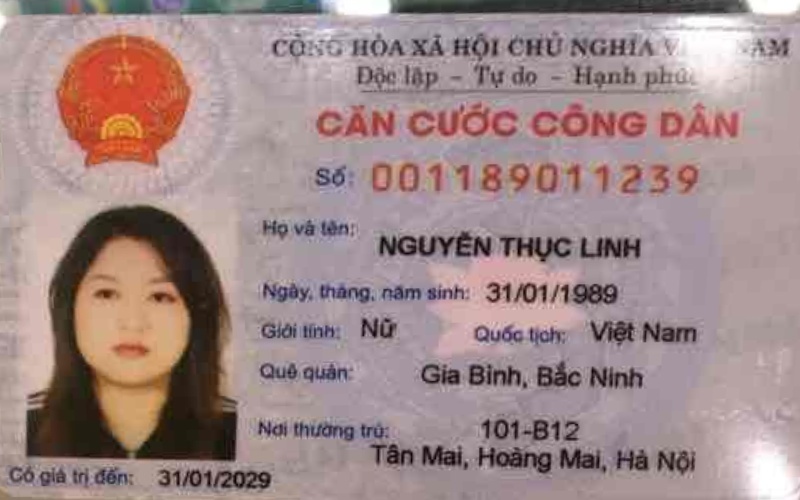 CỘNG HÒA XÃ HỘI CHỦ NGHĨA VIỆT NAM
Độc lập - Tự do - Hạnh phúc
CĂN CƯỚC CÔNG DÂN
Số: 001189011239
Họ và tên: NGUYỄN THỤC LINH
Ngày, tháng, năm sinh: 31/01/1989
Giới tính: Nữ Quốc tịch: Việt Nam
Quê quán: Gia Bình, Bắc Ninh
Nơi thường trú: 101-B12
Tân Mai, Hoàng Mai, Hà Nội
Có giá trị đến: 31/01/2029